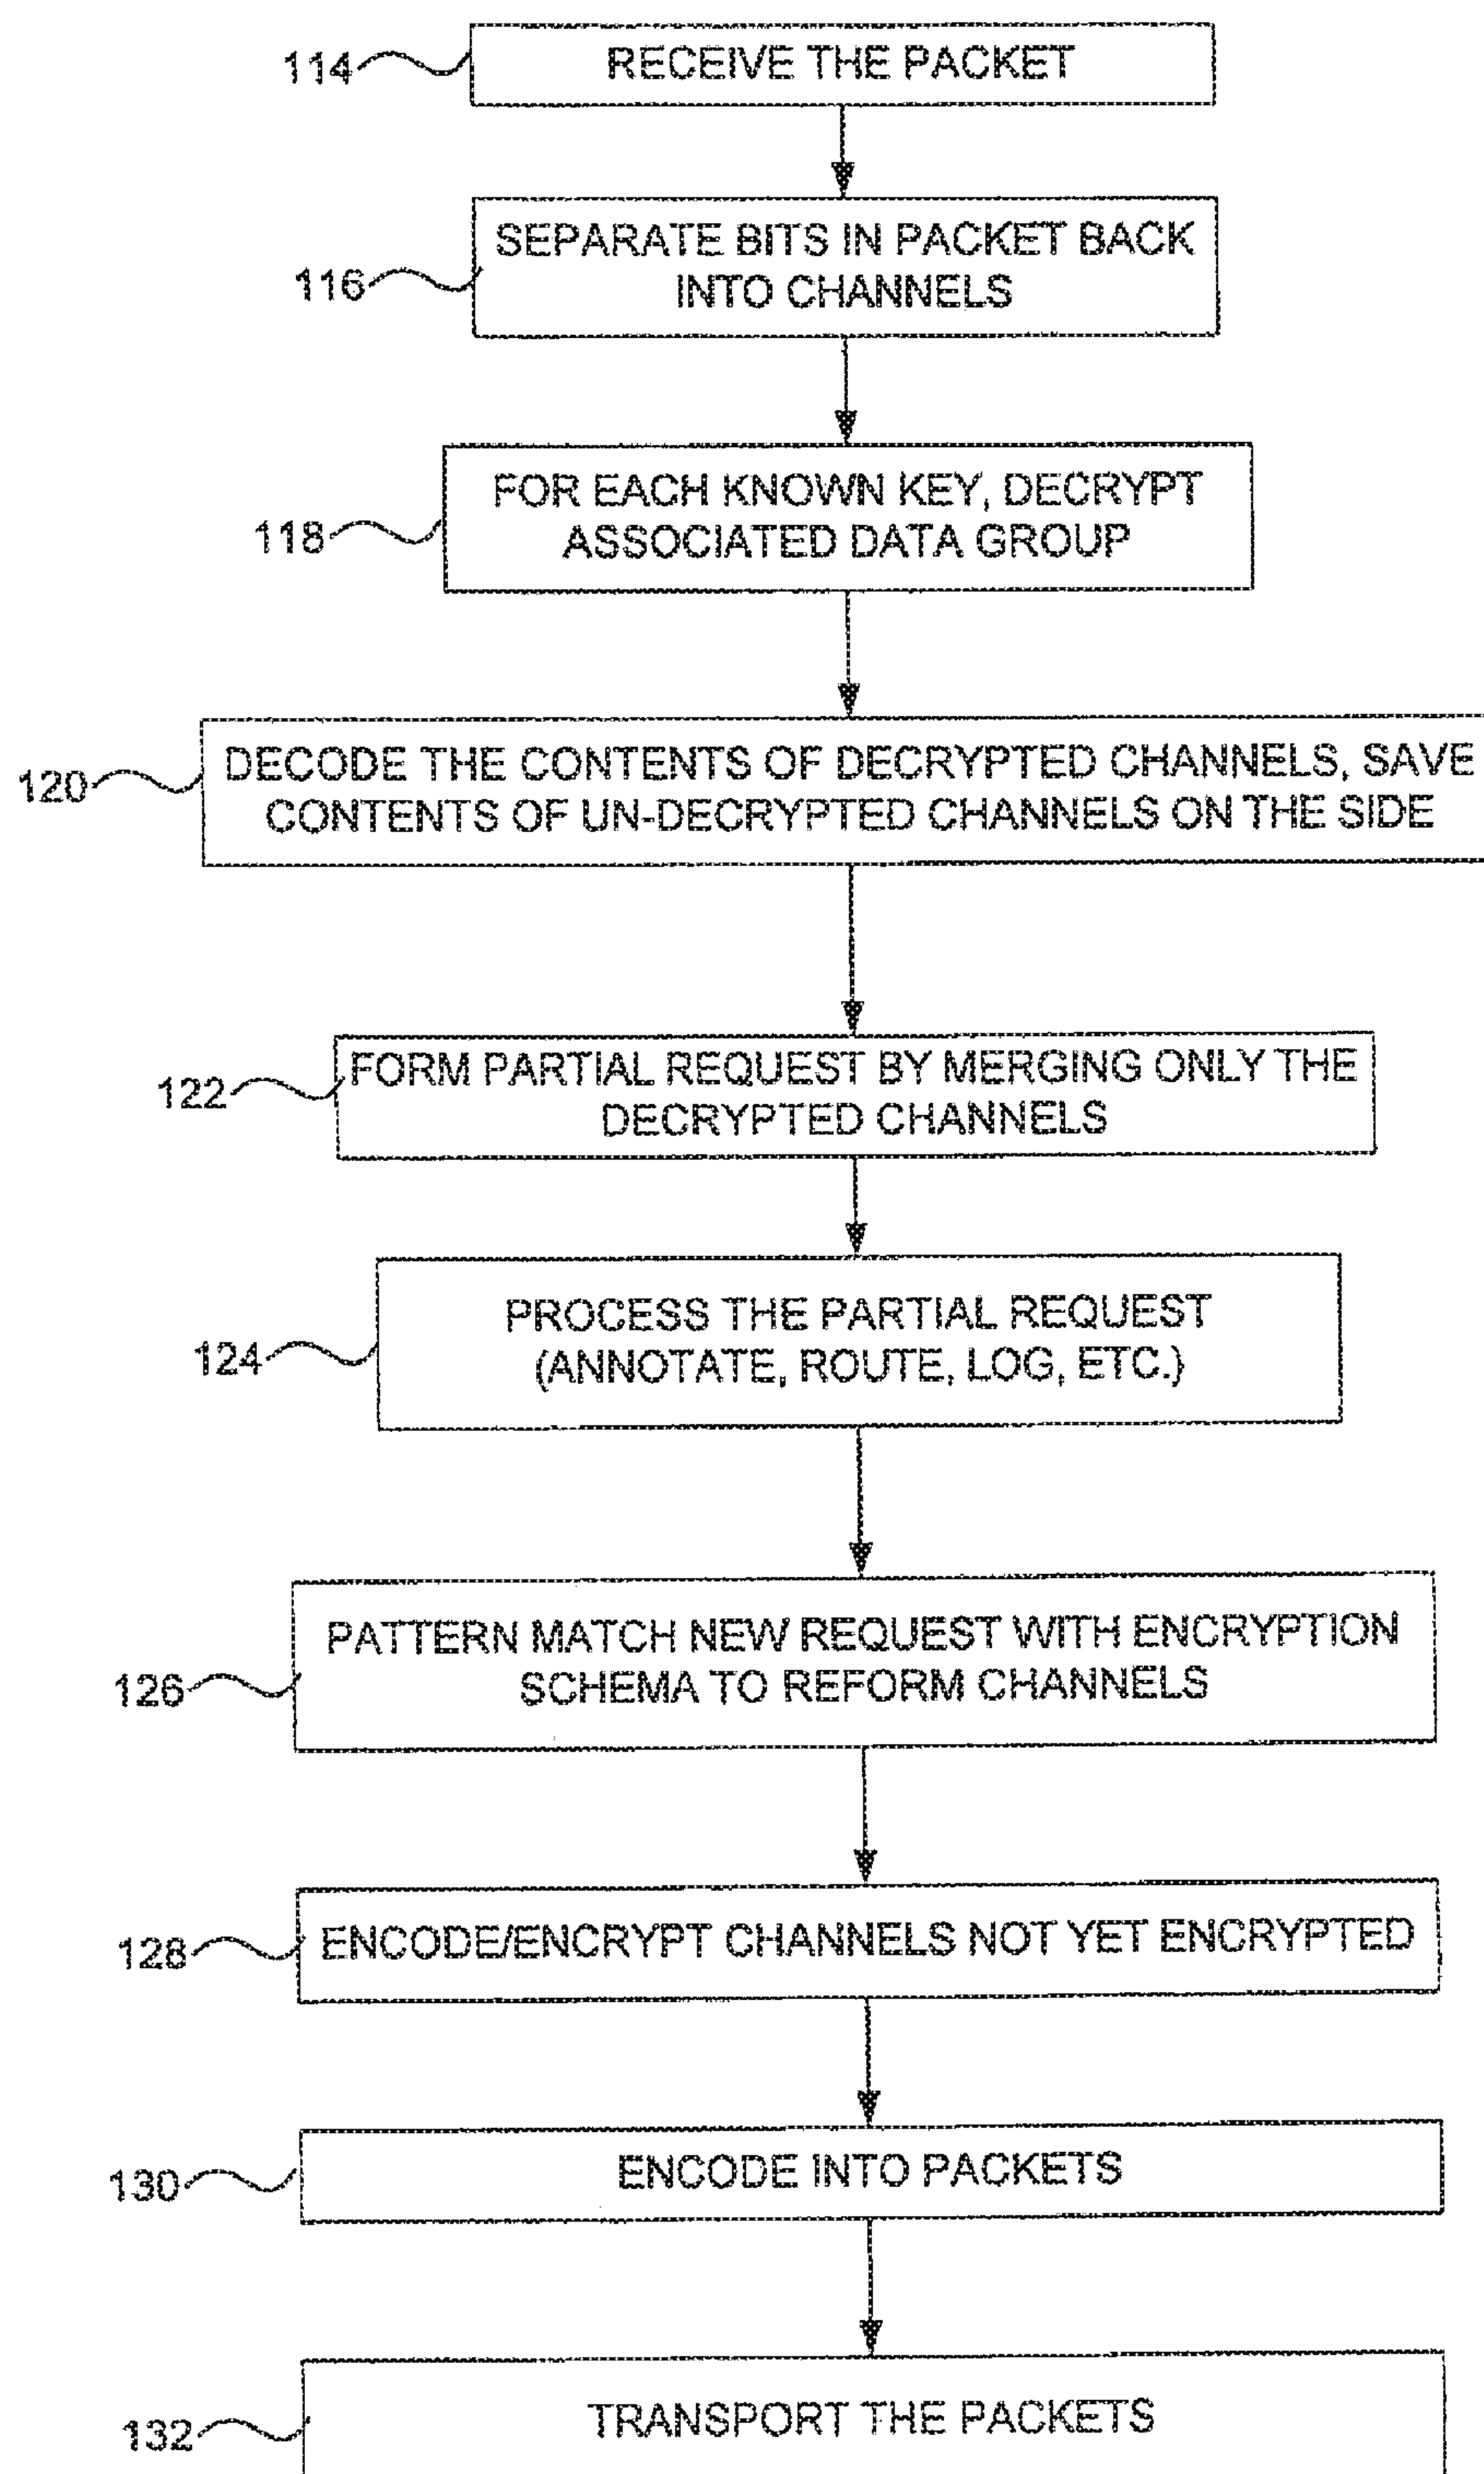 114
RECEIVE THE PACKET
116
SEPARATE BITS IN PACKET BACK
INTO CHANNELS
118
FOR EACH KNOWN KEY, DECRYPT
ASSOCIATED DATA GROUP
120
DECODE THE CONTENTS OF DECRYPTED CHANNELS, SAVE
CONTENTS OF UN-DECRYPTED CHANNELS ON THE SIDE
122
FORM PARTIAL REQUEST BY MERGING ONLY THE
DECRYPTED CHANNELS
124
PROCESS THE PARTIAL REQUEST
(ANNOTATE, ROUTE, LOG, ETC.)
126
PATTERN MATCH NEW REQUEST WITH ENCRYPTION
SCHEMA TO REFORM CHANNELS
128
ENCODE/ENCRYPT CHANNELS NOT YET ENCRYPTED
130
ENCODE INTO PACKETS
132
TRANSPORT THE PACKETS